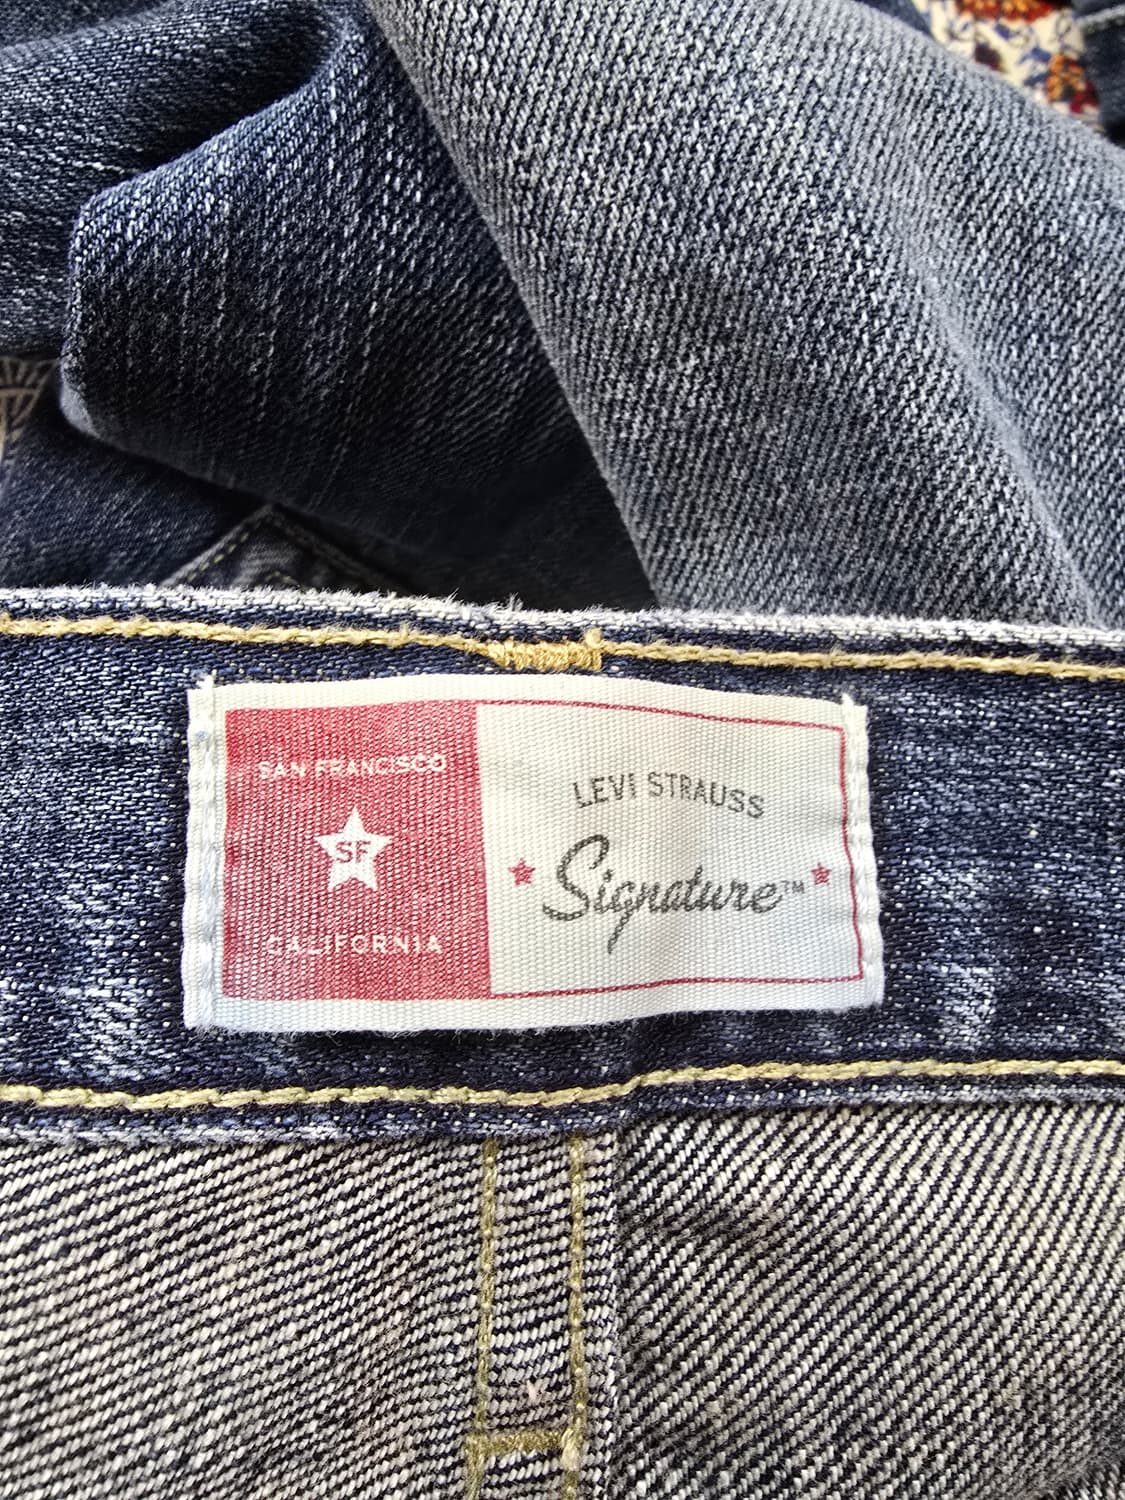 SAN FRANCISCO
SF
CALIFORNIA
LEVI STRAUSS
Signature™